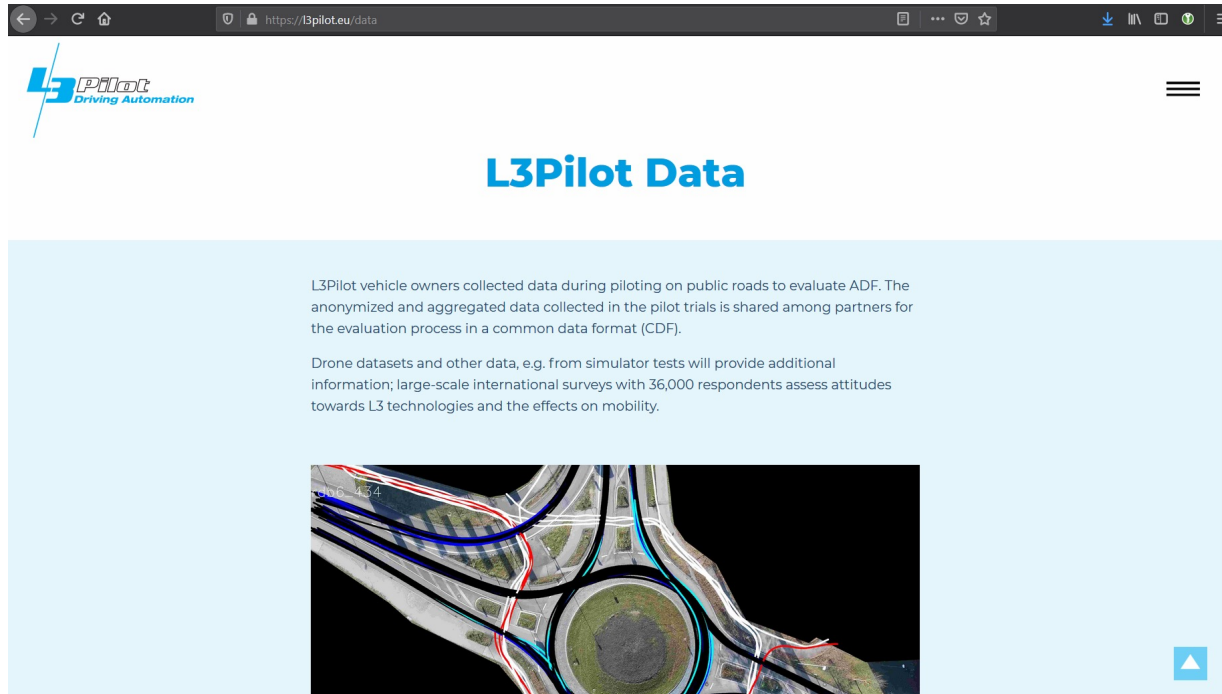 https://l3pilot.eu/data
L3Pilot
Driving Automation
L3Pilot Data
L3Pilot vehicle owners collected data during piloting on public roads to evaluate ADF. The
anonymized and aggregated data collected in the pilot trials is shared among partners for
the evaluation process in a common data format (CDF).
Drone datasets and other data, e.g. from simulator tests will provide additional
information; large-scale international surveys with 36,000 respondents assess attitudes
towards L3 technologies and the effects on mobility.